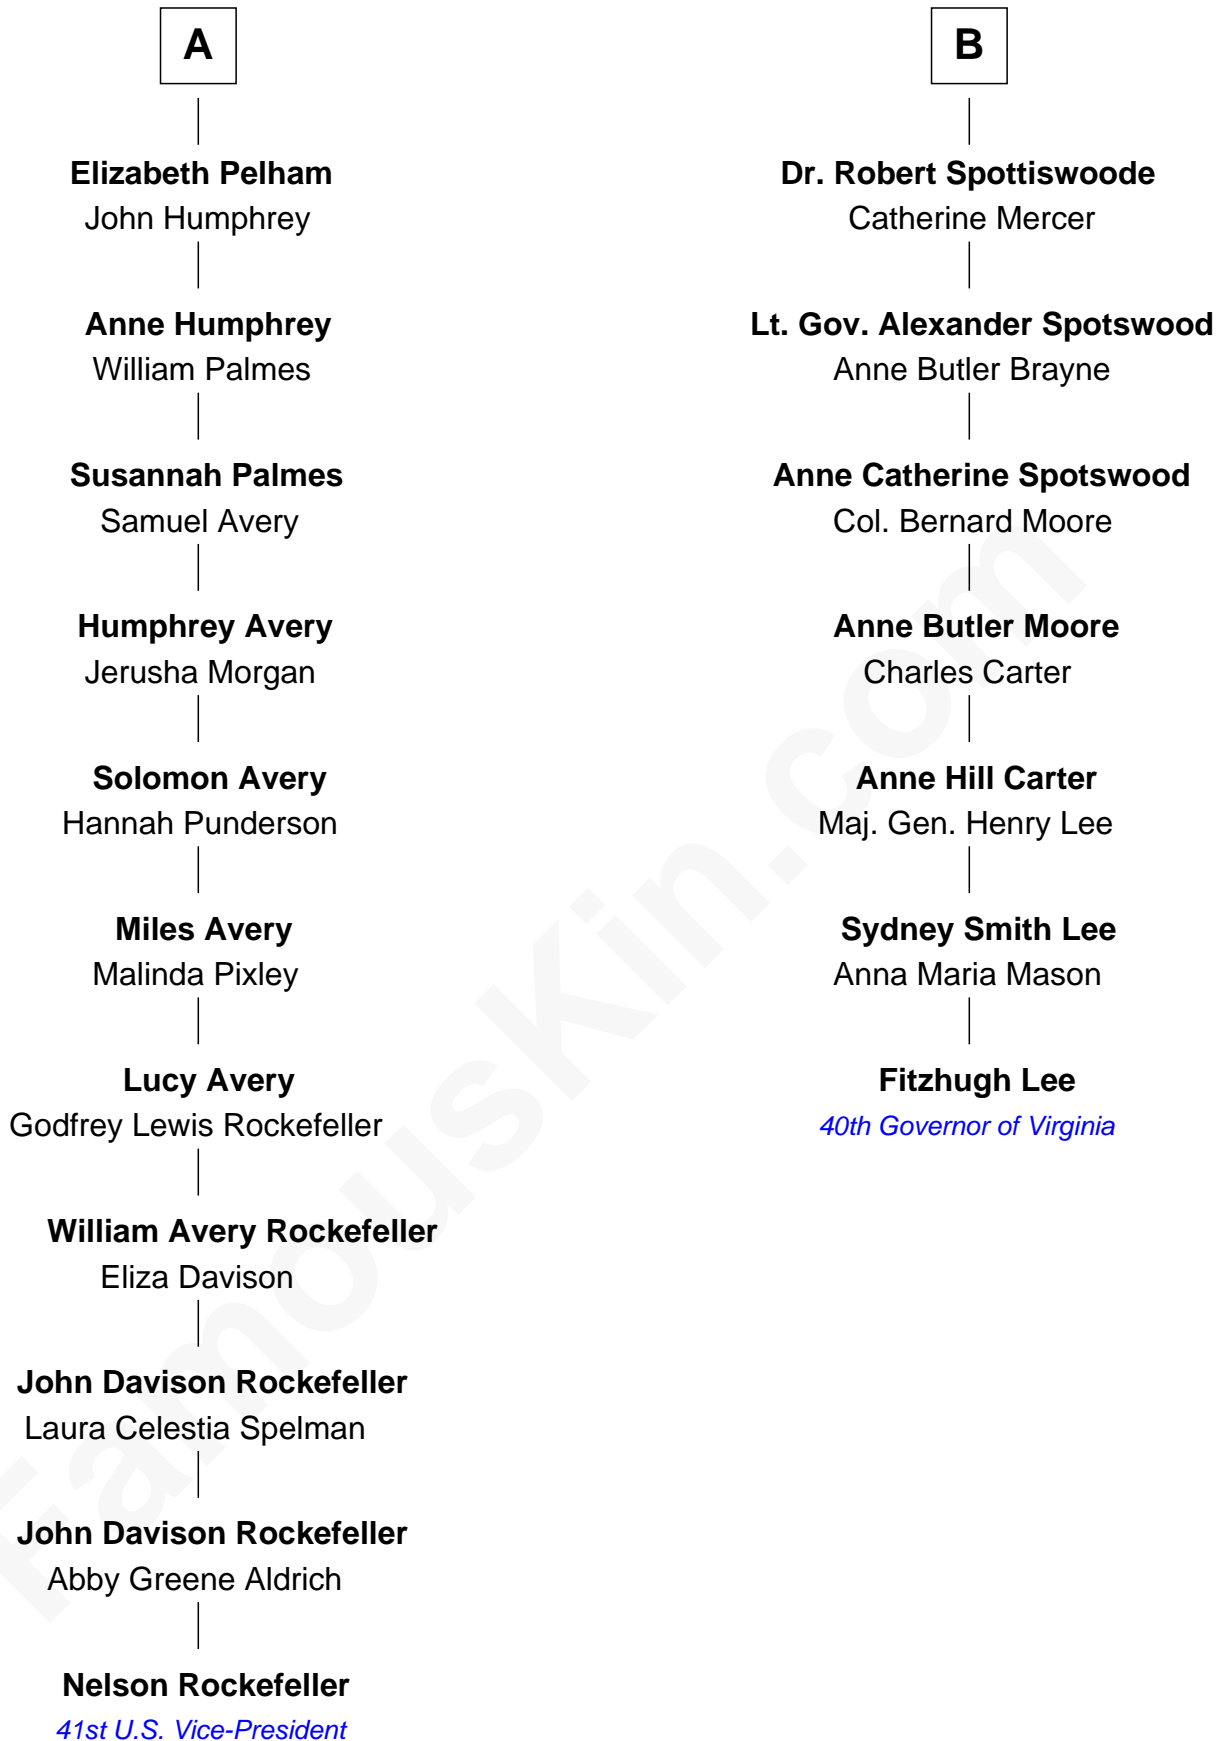 A
Elizabeth Pelham
John Humphrey
Anne Humphrey
William Palmes
Susannah Palmes
Samuel Avery
Humphrey Avery
Jerusha Morgan
Solomon Avery
Hannah Punderson
Miles Avery
Malinda Pixley
Lucy Avery
Godfrey Lewis Rockefeller
William Avery Rockefeller
Eliza Davison
John Davison Rockefeller
Laura Celestia Spelman
John Davison Rockefeller
Abby Greene Aldrich
Nelson Rockefeller
41st U.S. Vice-President
B
Dr. Robert Spottiswoode
Catherine Mercer
Lt. Gov. Alexander Spotswood
Anne Butler Brayne
Anne Catherine Spotswood
Col. Bernard Moore
Anne Butler Moore
Charles Carter
Anne Hill Carter
Maj. Gen. Henry Lee
Sydney Smith Lee
Anna Maria Mason
Fitzhugh Lee
40th Governor of Virginia
FamousKin.com